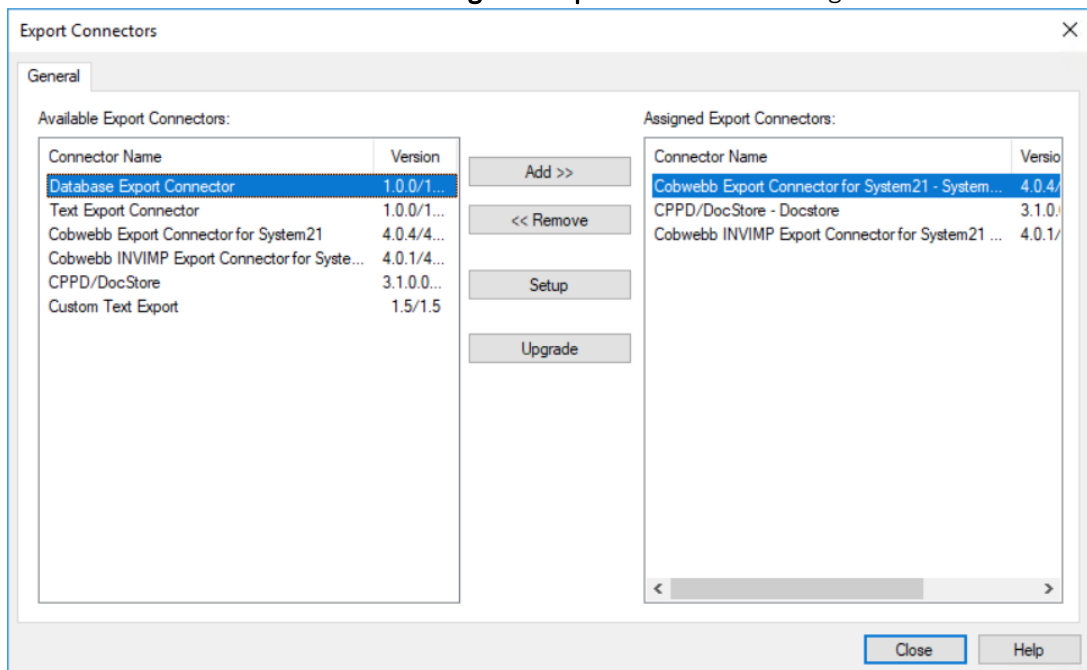 Export Connectors
General
Available Export Connectors:
Connector Name Version
Database Export Connector 1.0.0/1...
Text Export Connector 1.0.0/1...
Cobwebb Export Connector for System21 4.0.4/4...
Cobwebb INVIMP Export Connector for Syste... 4.0.1/4...
CPPD/DocStore 3.1.0.0...
Custom Text Export 1.5/1.5
Add >>
<< Remove
Setup
Upgrade
Assigned Export Connectors:
Connector Name Versio
Cobwebb Export Connector for System21 - System... 4.0.4/
CPPD/DocStore - Docstore 3.1.0.
Cobwebb INVIMP Export Connector for System21 ... 4.0.1/
Close Help